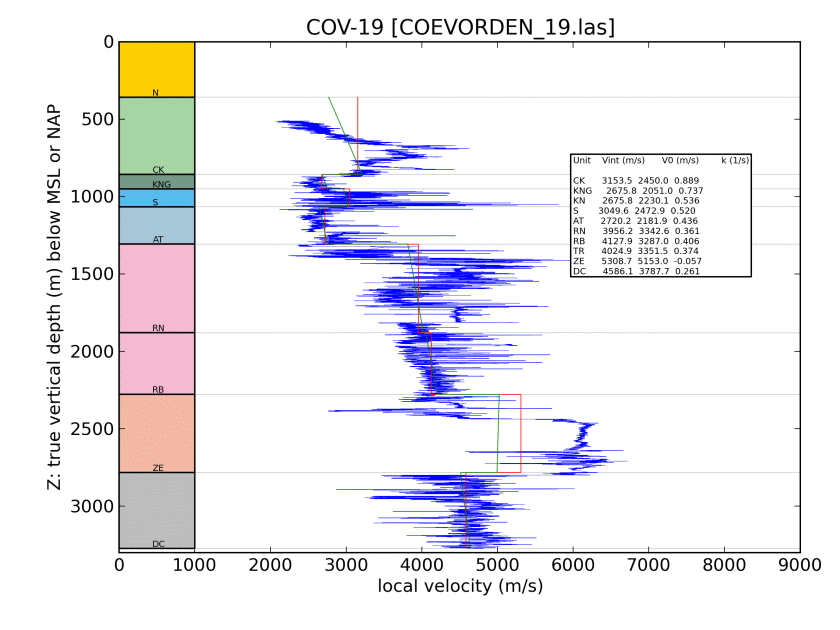 COV-19 [COEVORDEN_19.las]
Z: true vertical depth (m) below MSL or NAP
0
500
1000
1500
2000
2500
3000
N
CK
KNG
S
AT
RN
RB
ZE
DC
Unit Vint (m/s) V0 (m/s) k (1/s)
CK 3153.5 2450.0 0.889
KNG 2675.8 2051.0 0.737
KN 2675.8 2230.1 0.536
S 3049.6 2472.9 0.520
AT 2720.2 2181.9 0.436
RN 3956.2 3342.6 0.361
RB 4127.9 3287.0 0.406
TR 4024.9 3351.5 0.374
ZE 5308.7 5153.0 -0.057
DC 4586.1 3787.7 0.261
0 1000 2000 3000 4000 5000 6000 7000 8000 9000
local velocity (m/s)